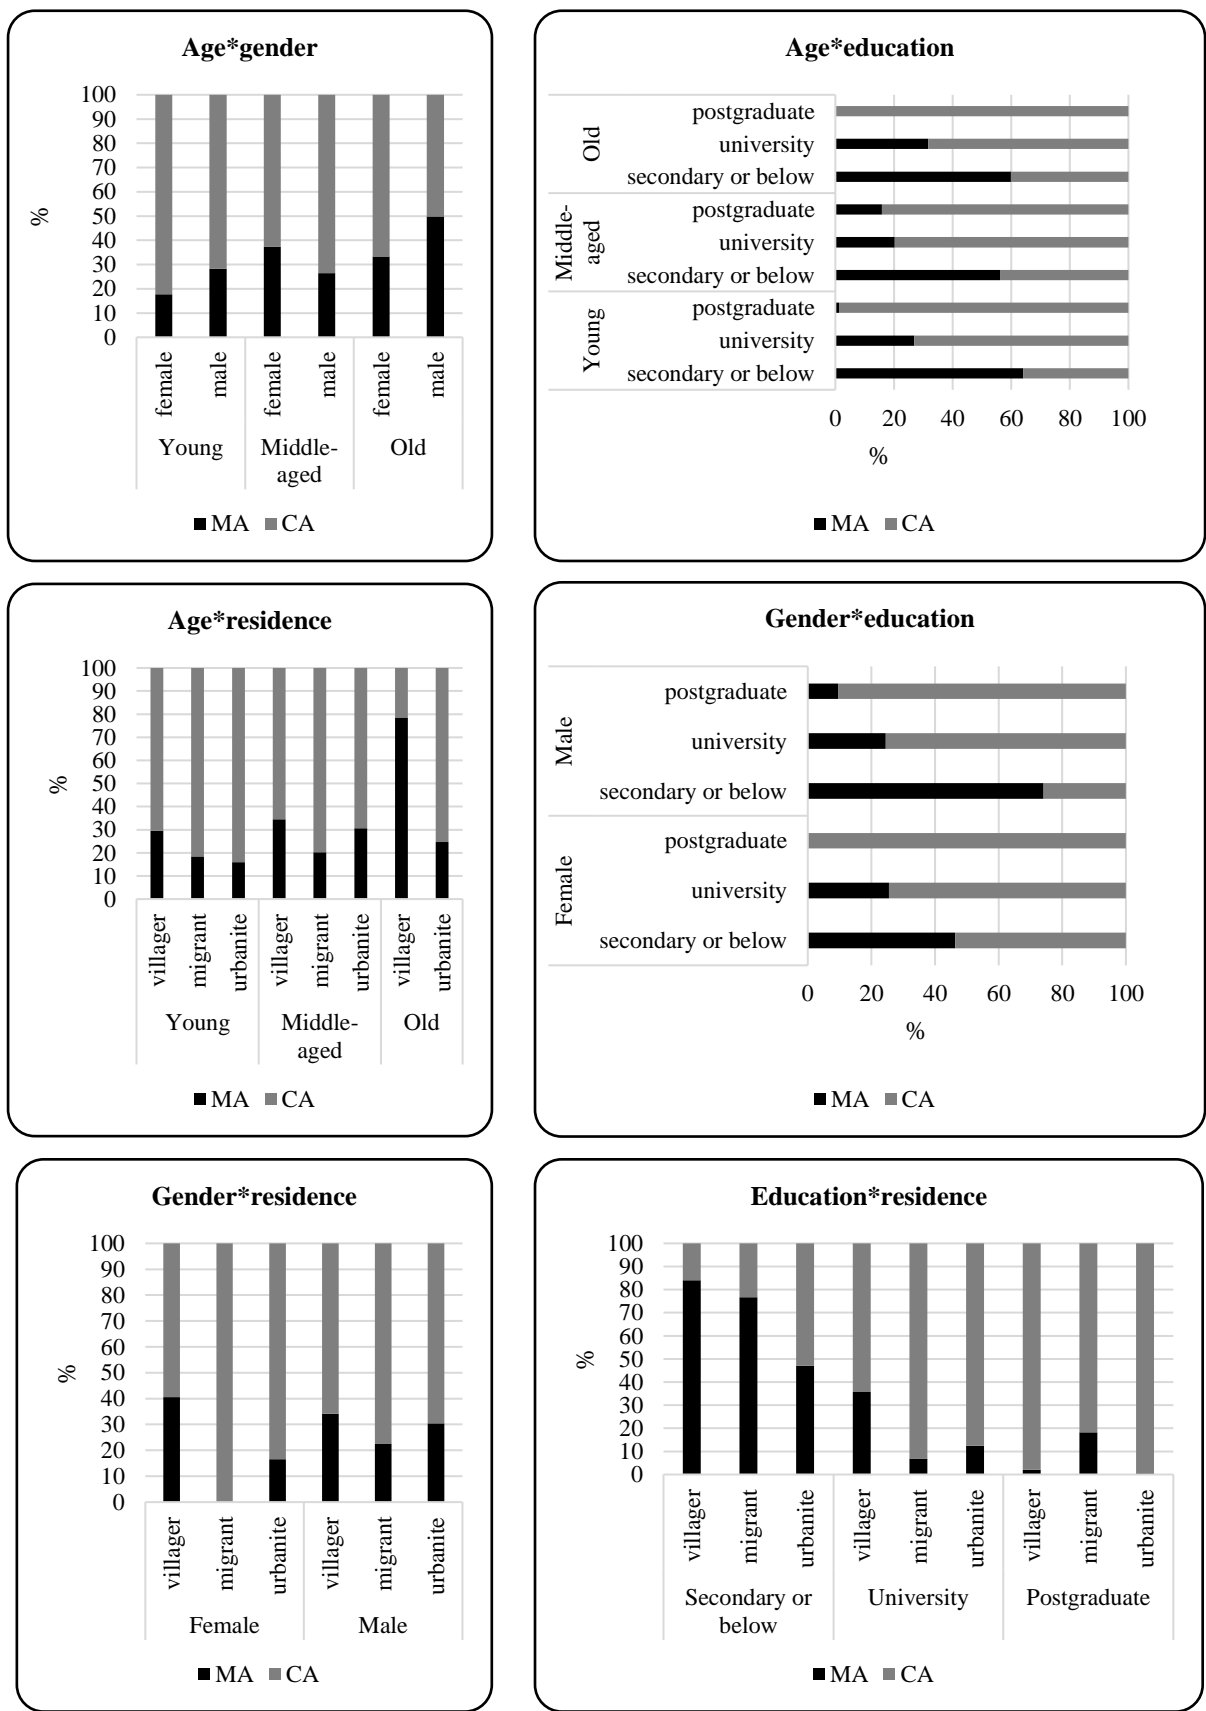 Age*gender
100
90
80
70
60
50
40
30
20
10
0
%
female
male
female
male
female
male
Young
Middle-
aged
Old
MA CA
Age*education
Old
postgraduate
university
secondary or below
Middle-
aged
postgraduate
university
secondary or below
Young
postgraduate
university
secondary or below
0 20 40 60 80 100
%
MA CA
Age*residence
100
90
80
70
60
50
40
30
20
10
0
%
villager
migrant
urbanite
villager
migrant
urbanite
villager
urbanite
Young
Middle-
aged
Old
MA CA
Gender*education
Male
postgraduate
university
secondary or below
Female
postgraduate
university
secondary or below
0 20 40 60 80 100
%
MA CA
Gender*residence
100
90
80
70
60
50
40
30
20
10
0
%
villager
migrant
urbanite
villager
migrant
urbanite
Female
Male
MA CA
Education*residence
100
90
80
70
60
50
40
30
20
10
0
%
villager
migrant
urbanite
villager
migrant
urbanite
villager
migrant
urbanite
Secondary or
below
University
Postgraduate
MA CA